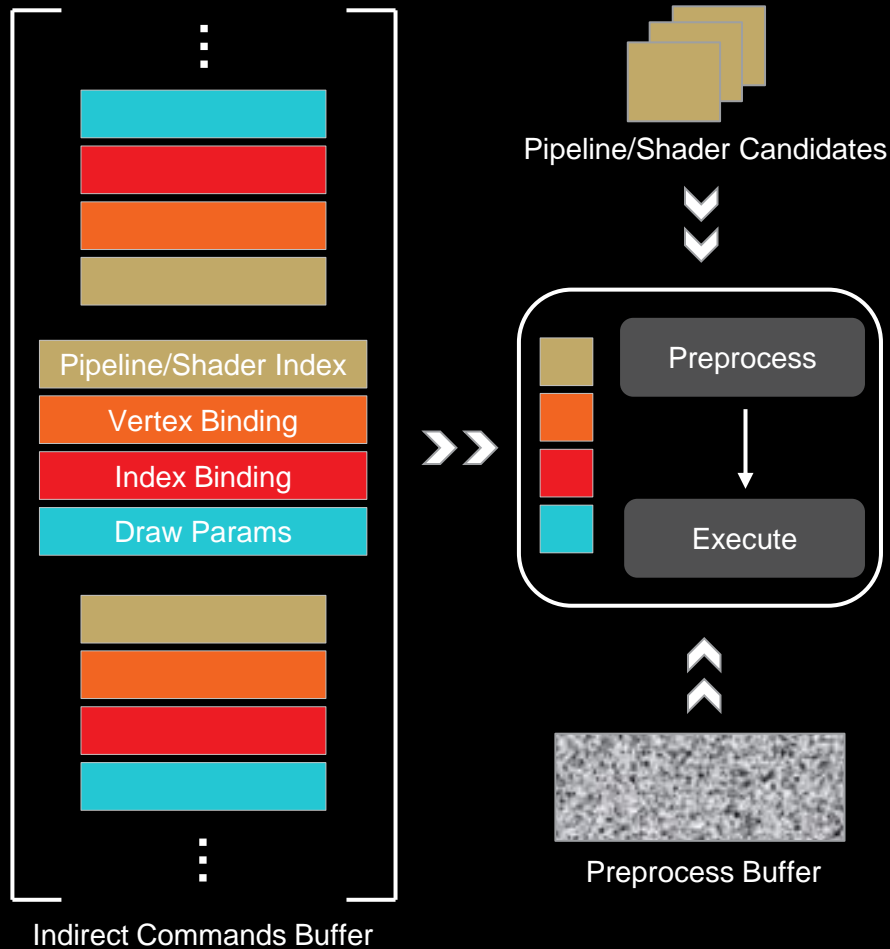 Pipeline/Shader Candidates
Pipeline/Shader Index
Vertex Binding
Index Binding
Draw Params
Preprocess
Execute
Preprocess Buffer
Indirect Commands Buffer